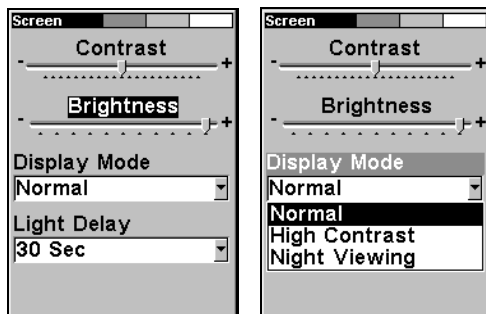 Screen
Contrast
- +
Brightness
- +
Display Mode
Normal
Light Delay
30 Sec
Screen
Contrast
- +
Brightness
- +
Display Mode
Normal
Normal
High Contrast
Night Viewing